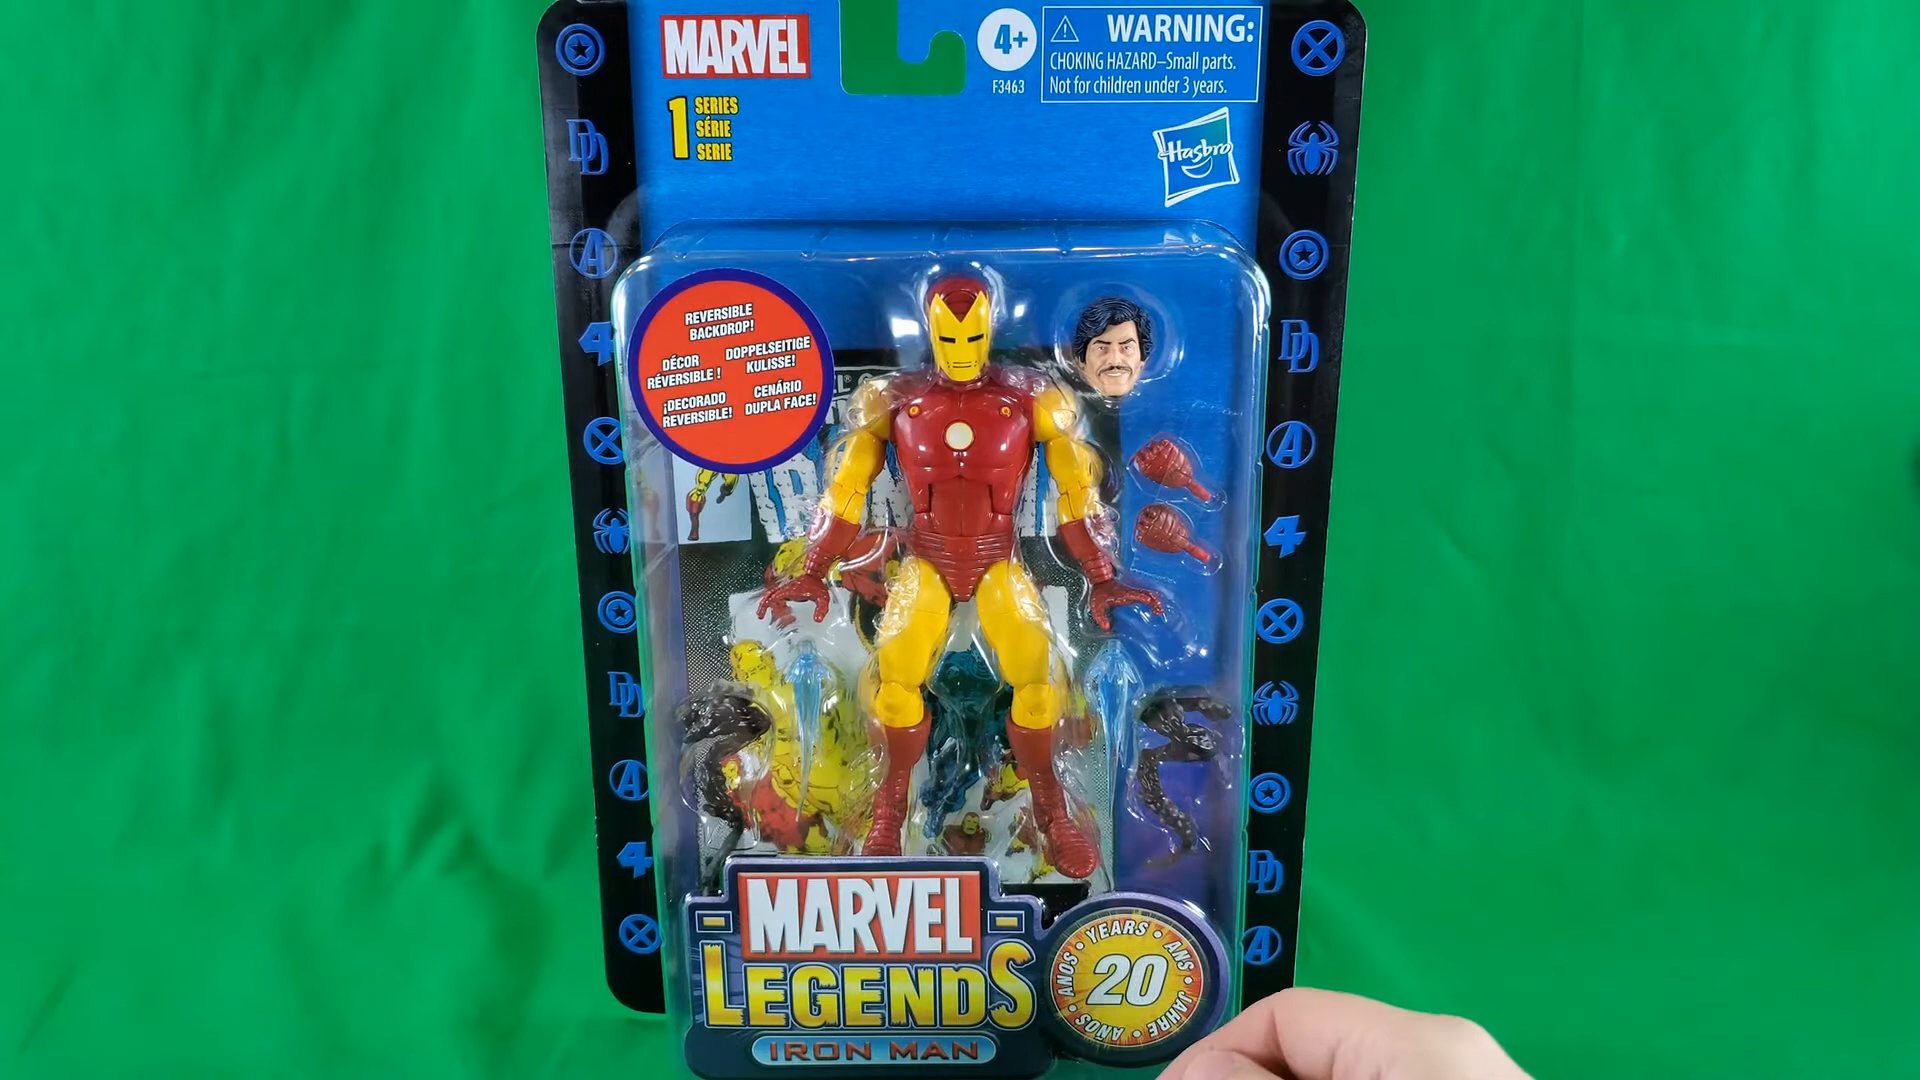 MARVEL
1 SERIES
SÉRIE
SERIE
4+
F3463
WARNING:
CHOKING HAZARD–Small parts.
Not for children under 3 years.
Hasbro
REVERSIBLE
BACKDROP!
DÉCOR
RÉVERSIBLE !
DOPPELSEITIGE
KULISSE!
¡DECORADO
REVERSIBLE!
CENÁRIO
DUPLA FACE!
MARVEL
LEGENDS
IRON MAN
20
YEARS • ANS • JAHRE • AÑOS • ANOS